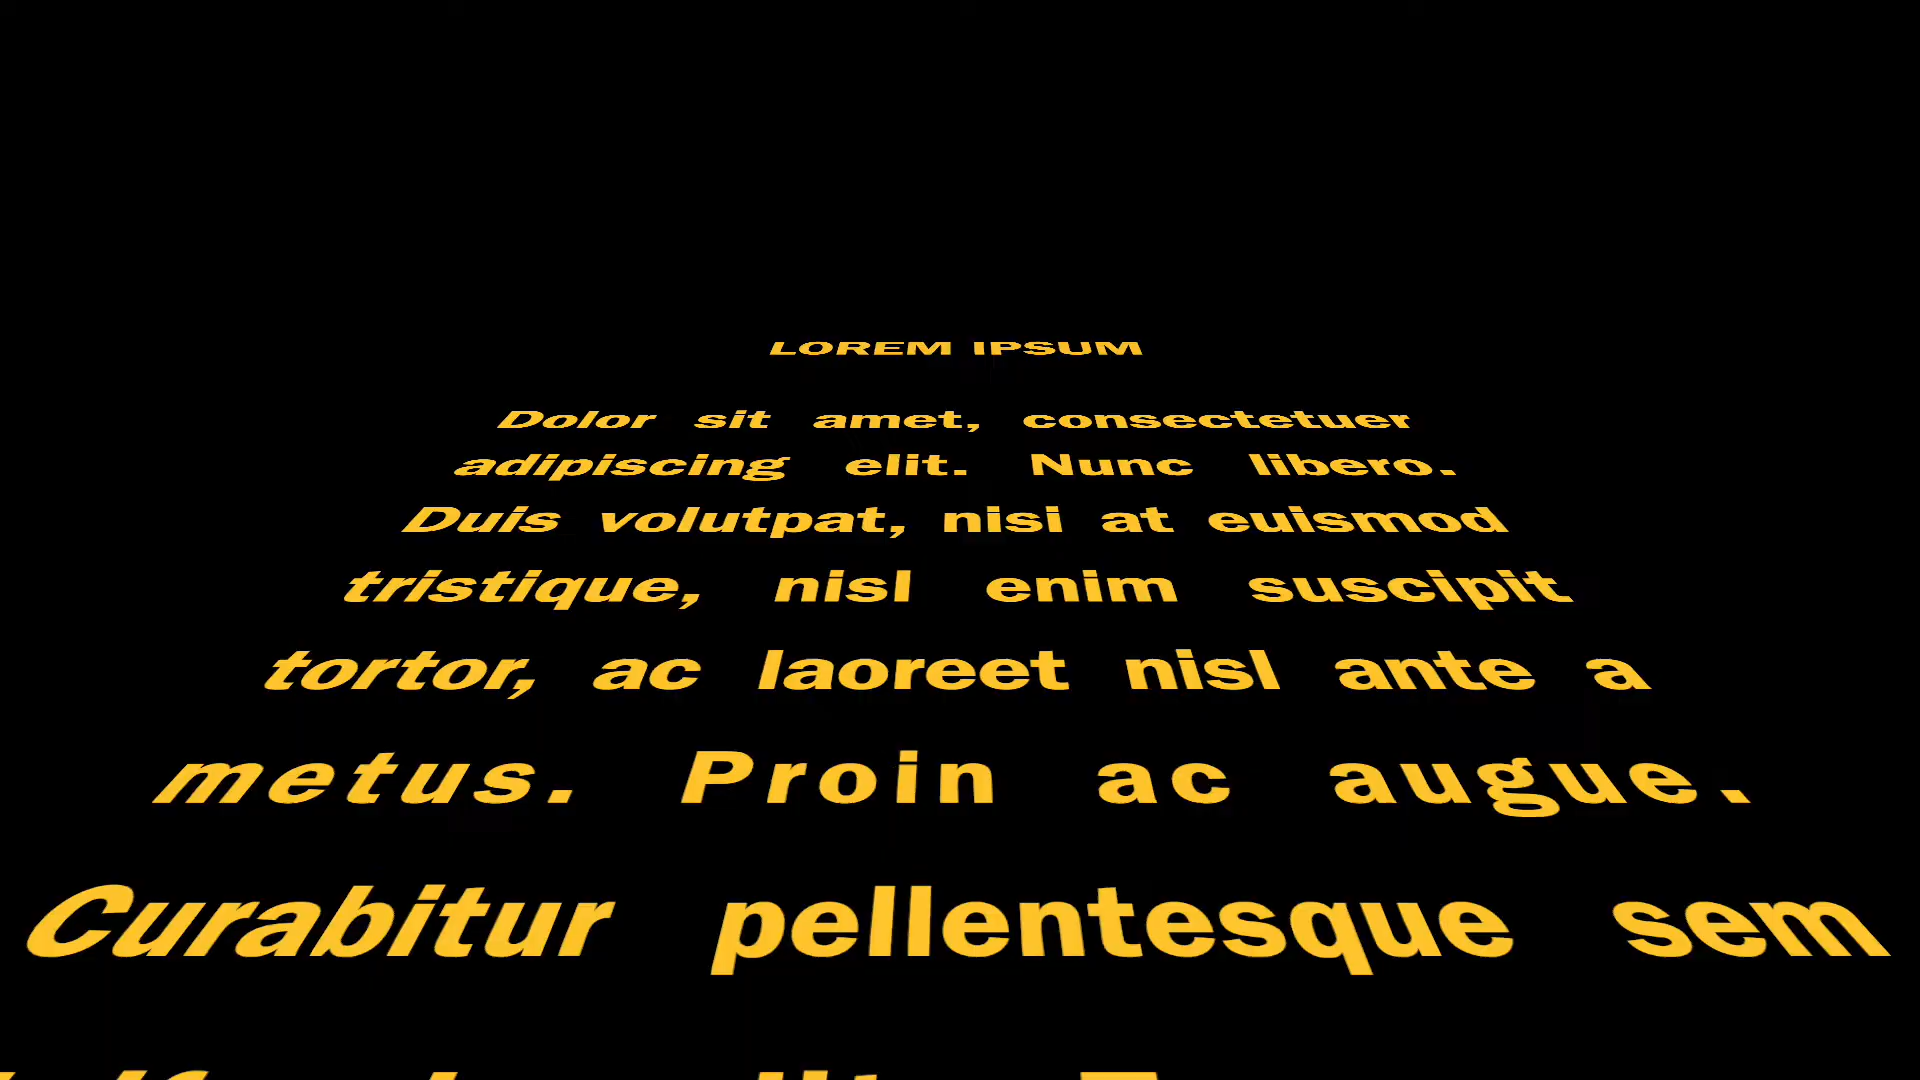 LOREM IPSUM
Dolor sit amet, consectetuer
adipiscing elit. Nunc libero.
Duis volutpat, nisi at euismod
tristique, nisl enim suscipit
tortor, ac laoreet nisl ante a
metus. Proin ac augue.
Curabitur pellentesque sem